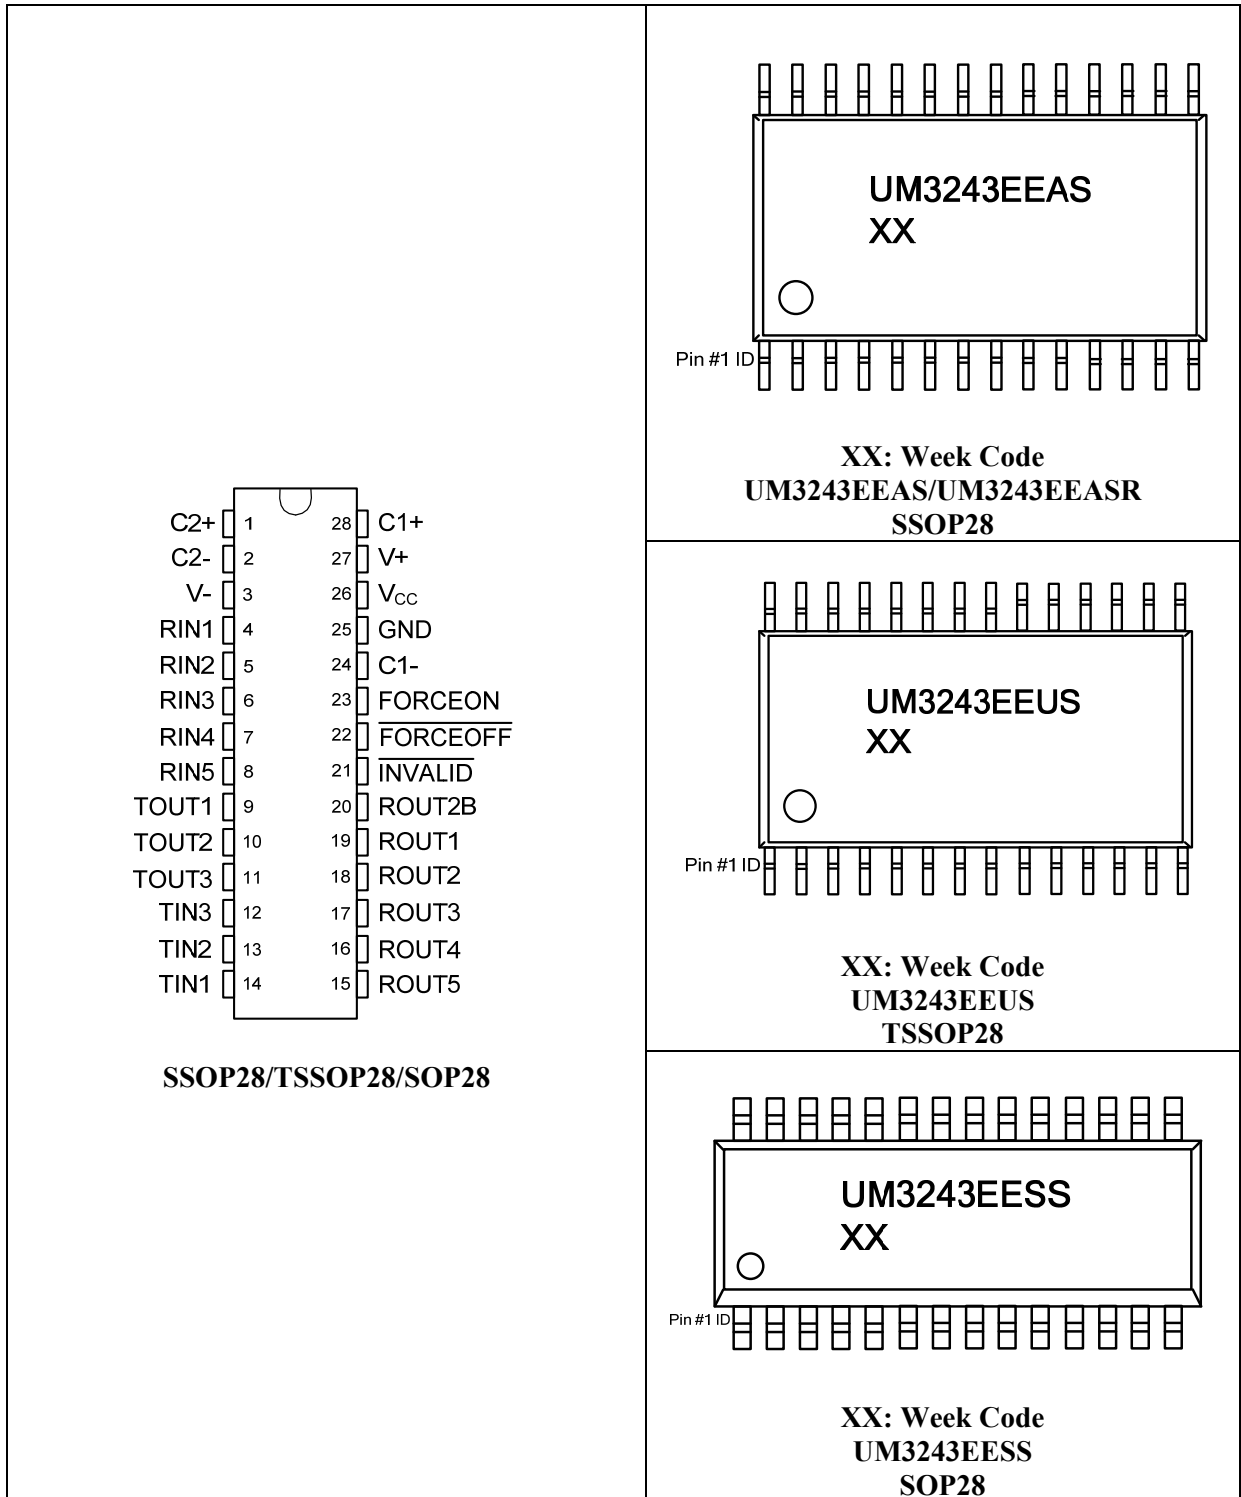 C2+ 1 28 C1+
C2- 2 27 V+
V- 3 26 VCC
RIN1 4 25 GND
RIN2 5 24 C1-
RIN3 6 23 FORCEON
RIN4 7 22 FORCEOFF
RIN5 8 21 INVALID
TOUT1 9 20 ROUT2B
TOUT2 10 19 ROUT1
TOUT3 11 18 ROUT2
TIN3 12 17 ROUT3
TIN2 13 16 ROUT4
TIN1 14 15 ROUT5
SSOP28/TSSOP28/SOP28
UM3243EEAS
XX
Pin #1 ID
XX: Week Code
UM3243EEAS/UM3243EEASR
SSOP28
UM3243EEUS
XX
Pin #1 ID
XX: Week Code
UM3243EEUS
TSSOP28
UM3243EESS
XX
Pin #1 ID
XX: Week Code
UM3243EESS
SOP28